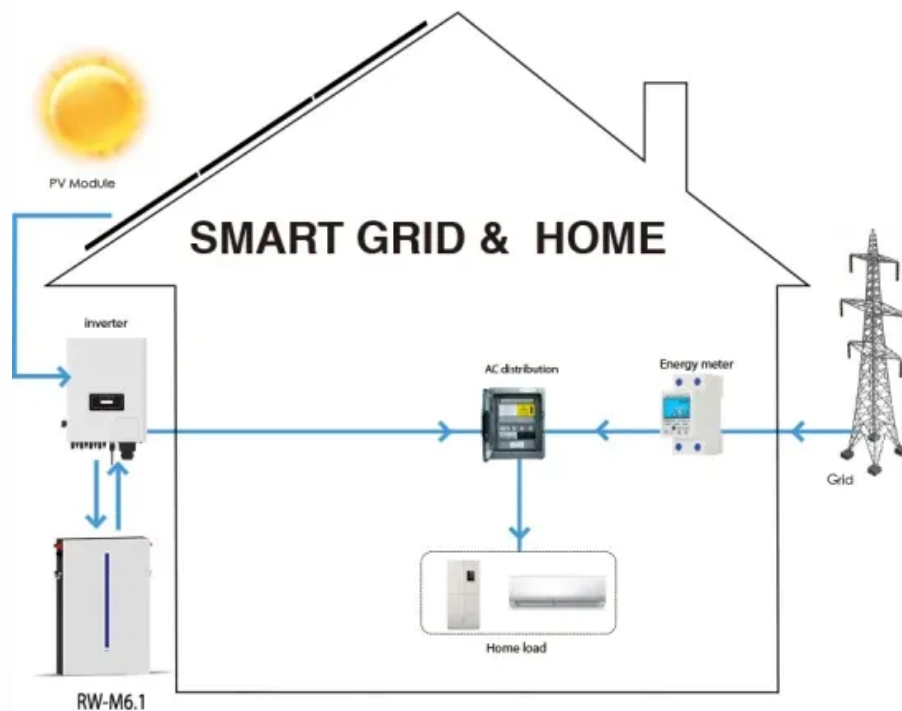 PV Module
SMART GRID & HOME
inverter
AC distribution
Energy meter
Grid
Home load
RW-M6.1